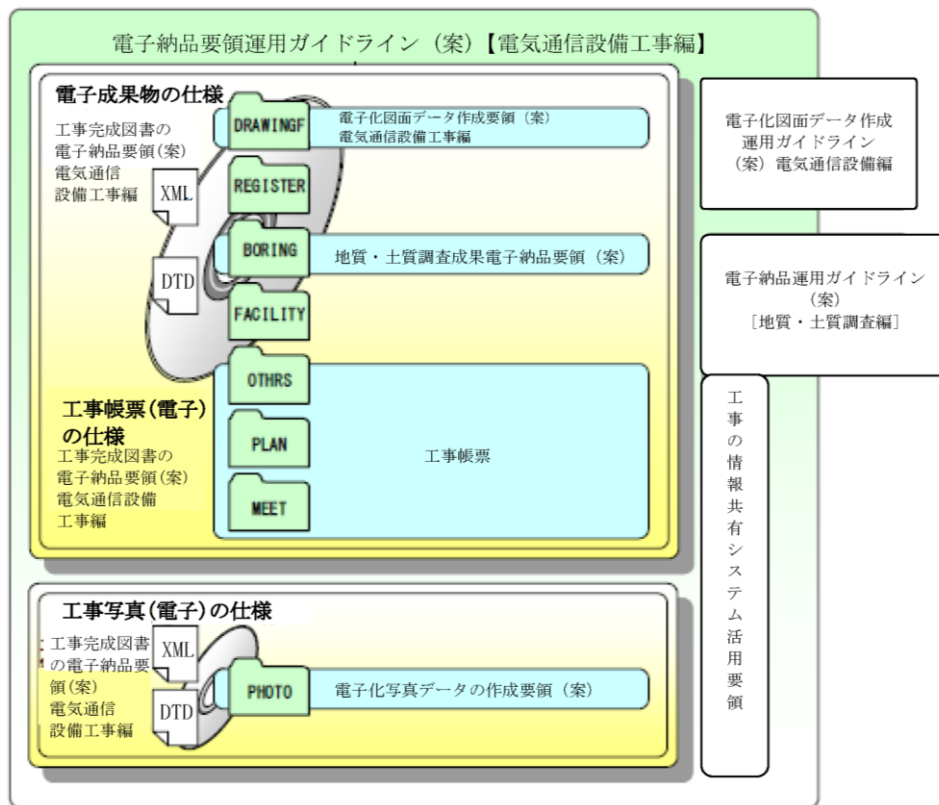 電子納品要領運用ガイドライン（案）【電気通信設備工事編】
電子成果物の仕様
工事完成図書の
電子納品要領(案)
電気通信
設備工事編
XML
DTD
DRAWINGF
電子化図面データ作成要領（案）
電気通信設備工事編
REGISTER
BORING
地質・土質調査成果電子納品要領（案）
FACILITY
OTHRS
PLAN
MEET
工事帳票
工事帳票(電子)
の仕様
工事完成図書の
電子納品要領(案)
電気通信設備
工事編
電子化図面データ作成
運用ガイドライン
（案）電気通信設備編
電子納品運用ガイドライン
（案）
［地質・土質調査編］
工事の情報共有システム活用要領
工事写真(電子)の仕様
工事完成図書
の電子納品要
領(案)
電気通信
設備工事編
XML
DTD
PHOTO
電子化写真データの作成要領（案）